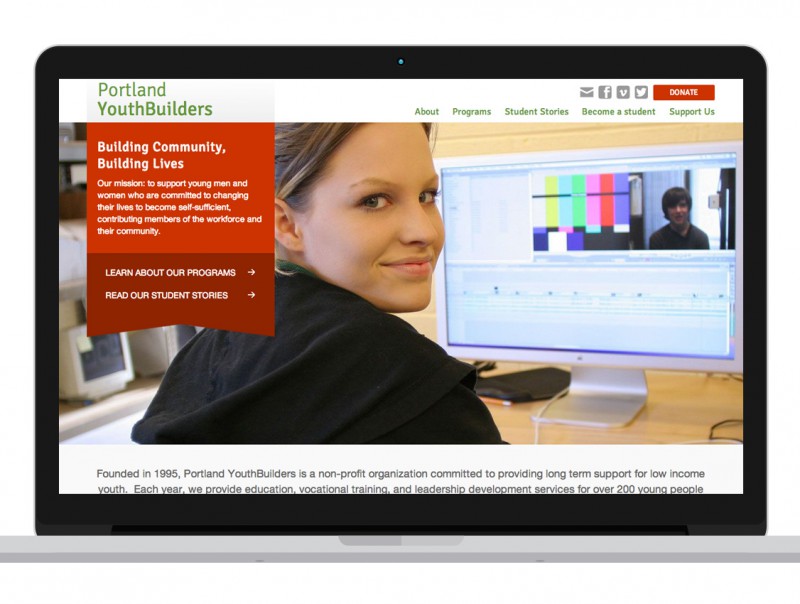 Portland
YouthBuilders
DONATE
About Programs Student Stories Become a student Support Us
Building Community,
Building Lives
Our mission: to support young men and
women who are committed to changing
their lives to become self-sufficient,
contributing members of the workforce and
their community.
LEARN ABOUT OUR PROGRAMS →
READ OUR STUDENT STORIES →
Founded in 1995, Portland YouthBuilders is a non-profit organization committed to providing long term support for low income
youth. Each year, we provide education, vocational training, and leadership development services for over 200 young people